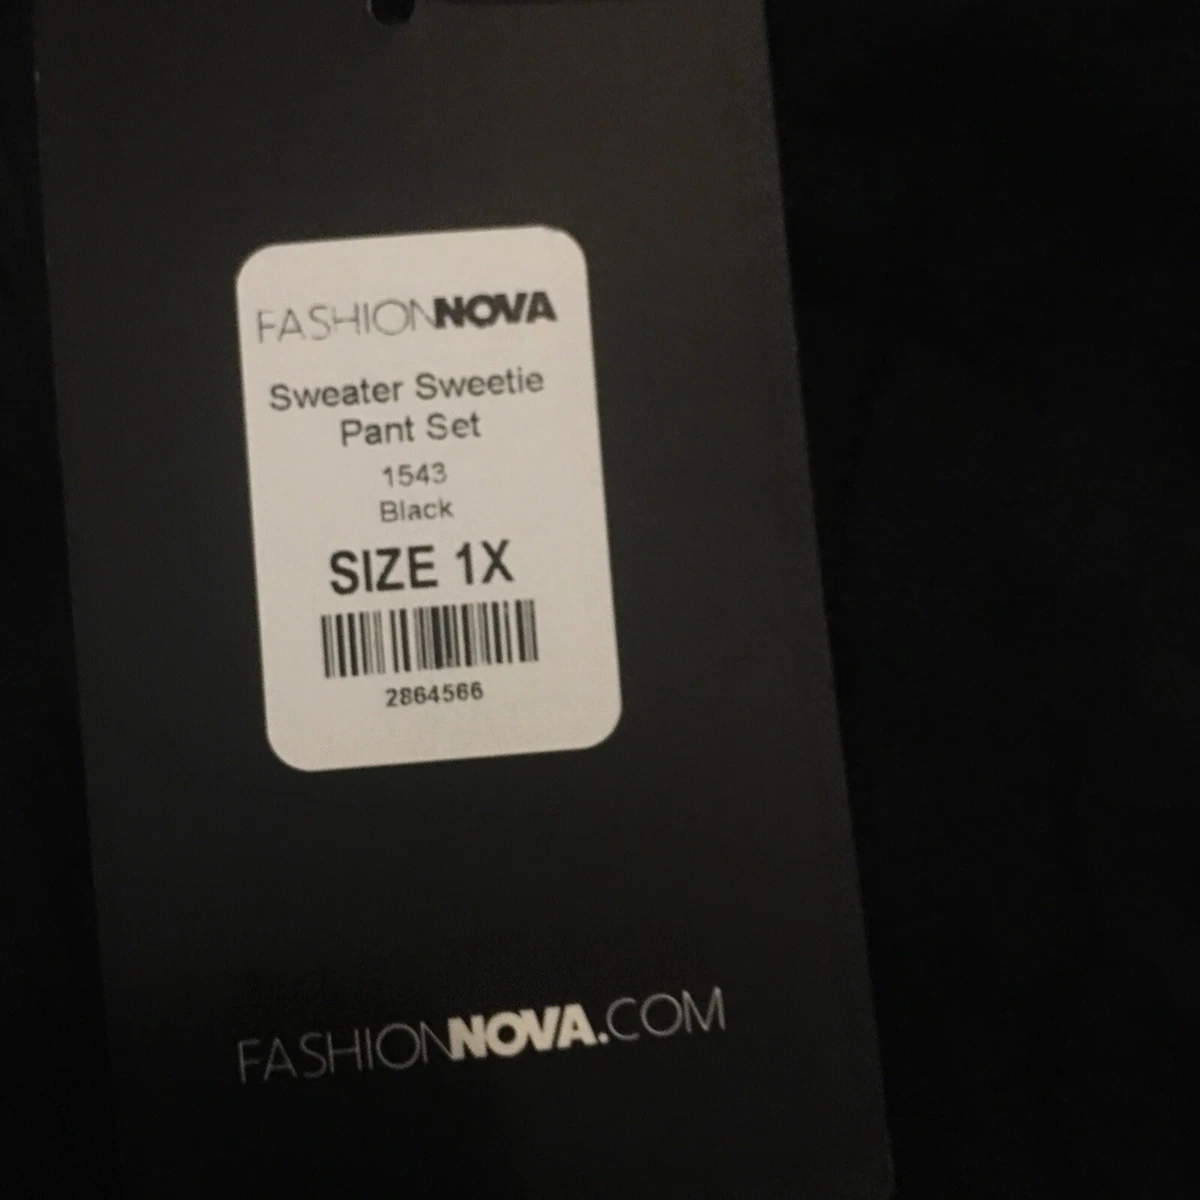 FASHIONNOVA
Sweater Sweetie
Pant Set
1543
Black
SIZE 1X
2864566
FASHIONNOVA.COM